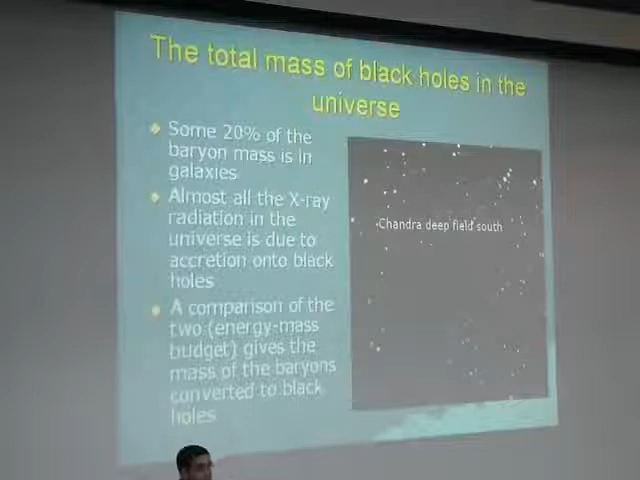 The total mass of black holes in the
universe
Some 20% of the
baryon mass is in
galaxies
Almost all the X-ray
radiation in the
universe is due to
accretion onto black
holes
A comparison of the
two (energy-mass
budget) gives the
mass of the baryons
converted to black
holes
Chandra deep field south